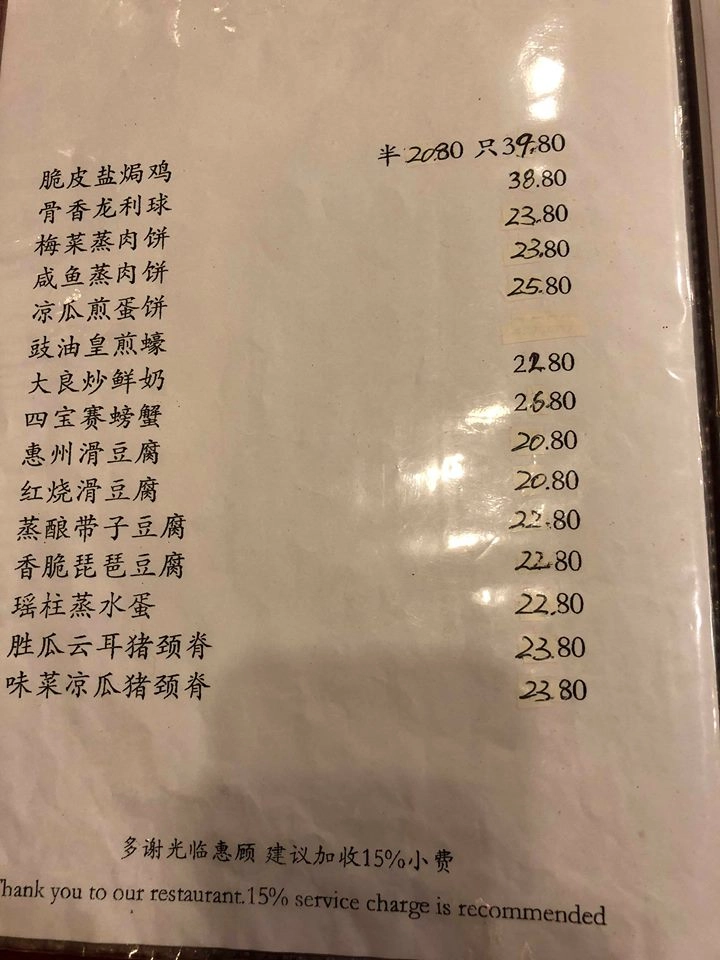 脆皮盐焗鸡 半20.80 只39.80
骨香龙利球 38.80
梅菜蒸肉饼 23.80
咸鱼蒸肉饼 23.80
凉瓜煎蛋饼 25.80
豉油皇煎蠔
大良炒鲜奶
四宝赛螃蟹 26.80
惠州滑豆腐 20.80
红烧滑豆腐 20.80
蒸酿带子豆腐 22.80
香脆琵琶豆腐 22.80
瑶柱蒸水蛋 22.80
胜瓜云耳猪颈脊 23.80
味菜凉瓜猪颈脊 23.80
多谢光临惠顾 建议加收15%小费
Thank you to our restaurant.15% service charge is recommended